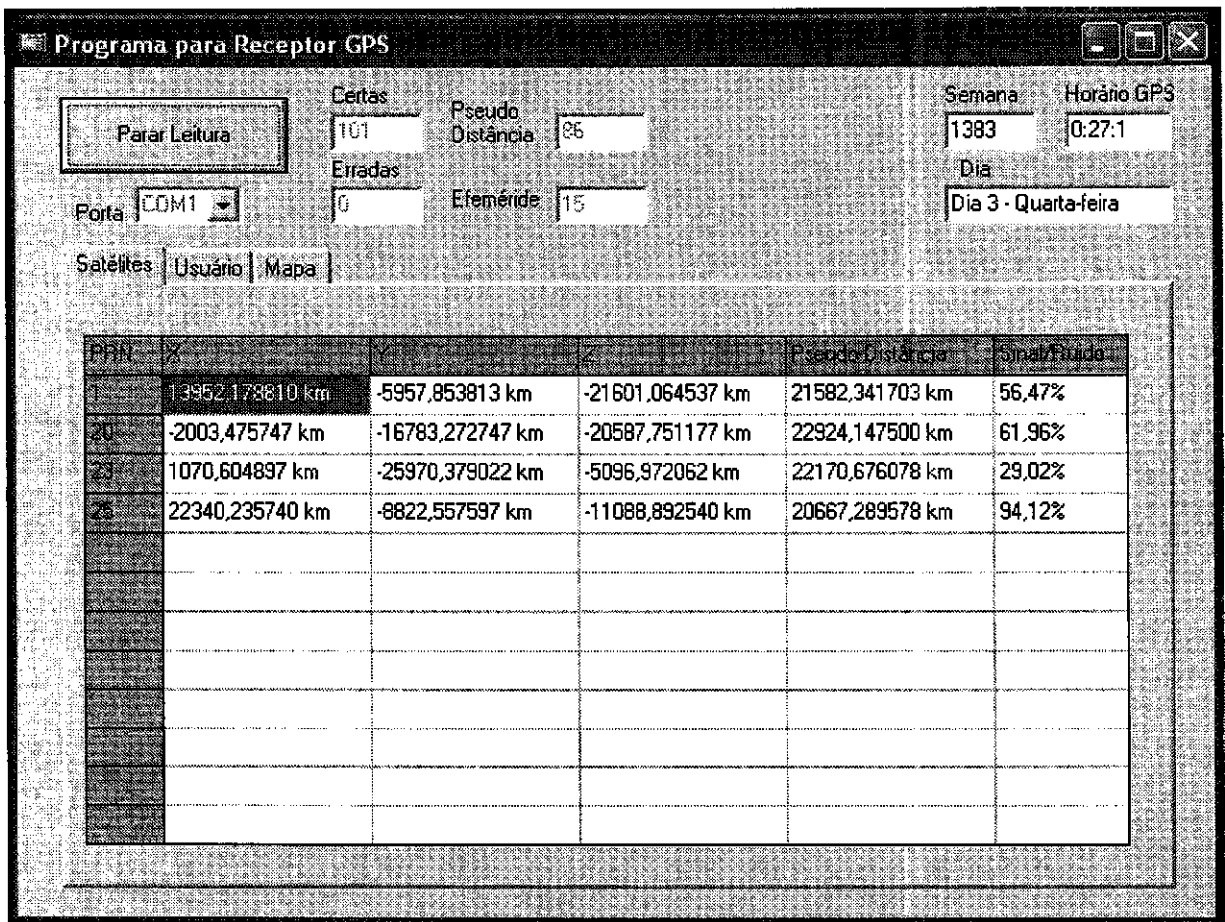 Programa para Receptor GPS
Parar Leitura
Certas
101
Pseudo Distância
86
Semana
1383
Horário GPS
0:27:1
Porta COM1
Erradas
0
Efeméride
15
Dia
Dia 3 - Quarta-feira
Satélites Usuário Mapa
PRN X Y Z Pseudo Distância Sinal/Ruído
1 13952,178810 km -5957,853813 km -21601,064537 km 21582,341703 km 56,47%
20 -2003,475747 km -16783,272747 km -20587,751177 km 22924,147500 km 61,96%
23 1070,604897 km -25970,379022 km -5096,972062 km 22170,676078 km 29,02%
25 22340,235740 km -8822,557597 km -11088,892540 km 20667,289578 km 94,12%